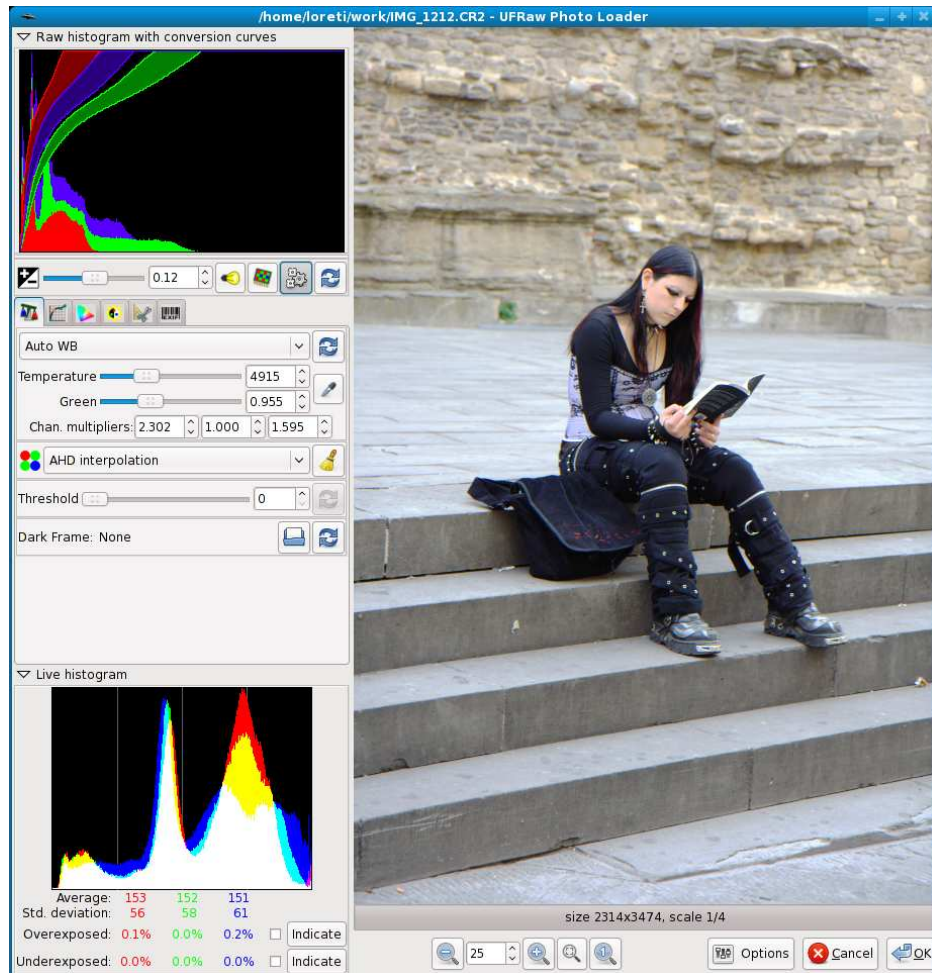 /home/loreti/work/IMG_1212.CR2 - UFRaw Photo Loader
Raw histogram with conversion curves
0.12
EXIF
Auto WB
Temperature 4915
Green 0.955
Chan. multipliers: 2.302 1.000 1.595
AHD interpolation
Threshold 0
Dark Frame: None
Live histogram
Average: 153 152 151
Std. deviation: 56 58 61
Overexposed: 0.1% 0.0% 0.2% Indicate
Underexposed: 0.0% 0.0% 0.0% Indicate
size 2314x3474, scale 1/4
25 1 Options Cancel OK